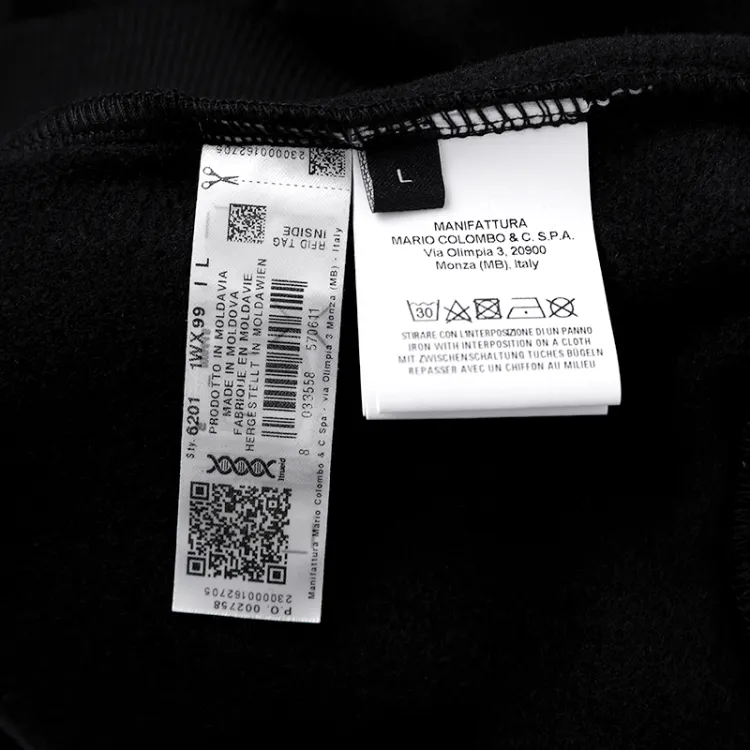 230000162705
RFID TAG
INSIDE
Sty. 6201 1WX99 I L
PRODOTTO IN MOLDAVIA
MADE IN MOLDOVA
FABRIQUE EN MOLDAVIE
HERGESTELLT IN MOLDAWIEN
8 033558 570611
Manifattura Mario Colombo & C Spa - via Olimpia 3 Monza (MB) - Italy
230000162705
P.O. 002758
L
MANIFATTURA
MARIO COLOMBO & C. S.P.A.
Via Olimpia 3, 20900
Monza (MB), Italy
30
STIRARE CON L'INTERPOSIZIONE DI UN PANNO
IRON WITH INTERPOSITION ON A CLOTH
MIT ZWISCHENSCHALTUNG TUCHES BÜGELN
REPASSER AVEC UN CHIFFON AU MILIEU